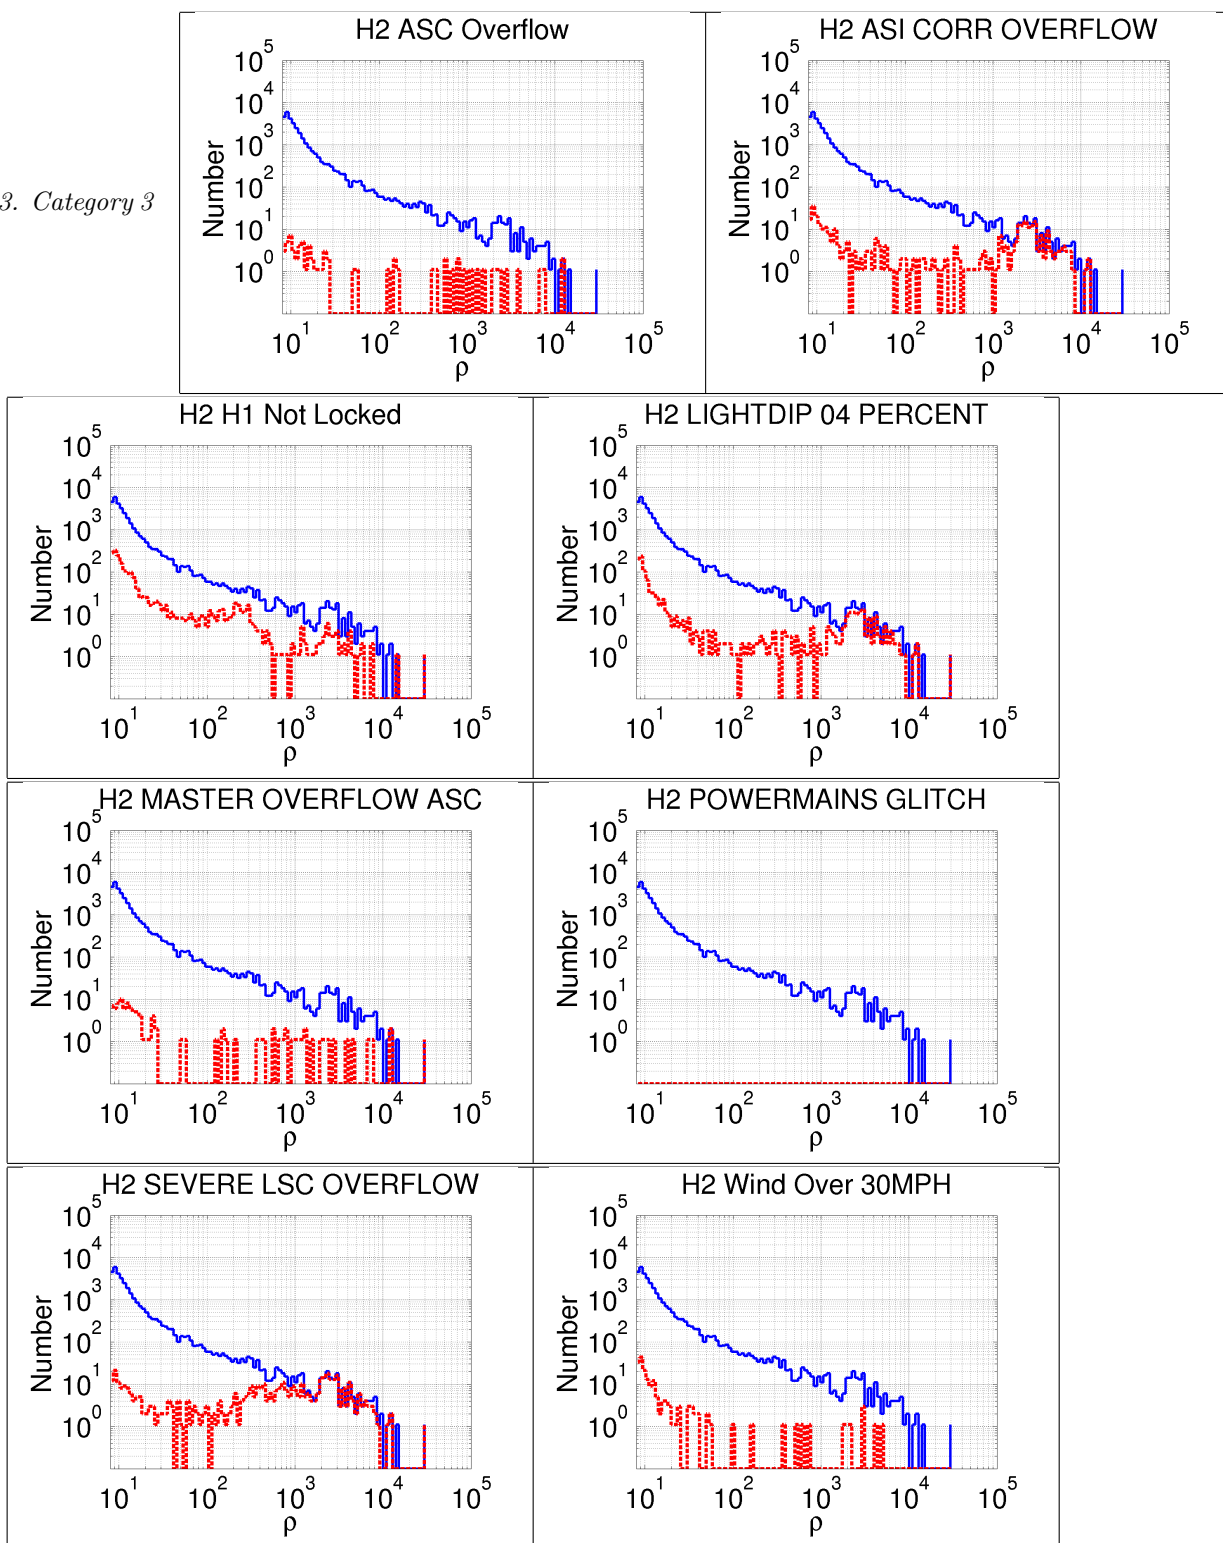 3. Category 3
H2 ASC Overflow
10^5
10^4
10^3
10^2
10^1
10^0
Number
10^1 10^2 10^3 10^4 10^5
ρ
H2 ASI CORR OVERFLOW
10^5
10^4
10^3
10^2
10^1
10^0
Number
10^1 10^2 10^3 10^4 10^5
ρ
H2 H1 Not Locked
10^5
10^4
10^3
10^2
10^1
10^0
Number
10^1 10^2 10^3 10^4 10^5
ρ
H2 LIGHTDIP 04 PERCENT
10^5
10^4
10^3
10^2
10^1
10^0
Number
10^1 10^2 10^3 10^4 10^5
ρ
H2 MASTER OVERFLOW ASC
10^5
10^4
10^3
10^2
10^1
10^0
Number
10^1 10^2 10^3 10^4 10^5
ρ
H2 POWERMAINS GLITCH
10^5
10^4
10^3
10^2
10^1
10^0
Number
10^1 10^2 10^3 10^4 10^5
ρ
H2 SEVERE LSC OVERFLOW
10^5
10^4
10^3
10^2
10^1
10^0
Number
10^1 10^2 10^3 10^4 10^5
ρ
H2 Wind Over 30MPH
10^5
10^4
10^3
10^2
10^1
10^0
Number
10^1 10^2 10^3 10^4 10^5
ρ